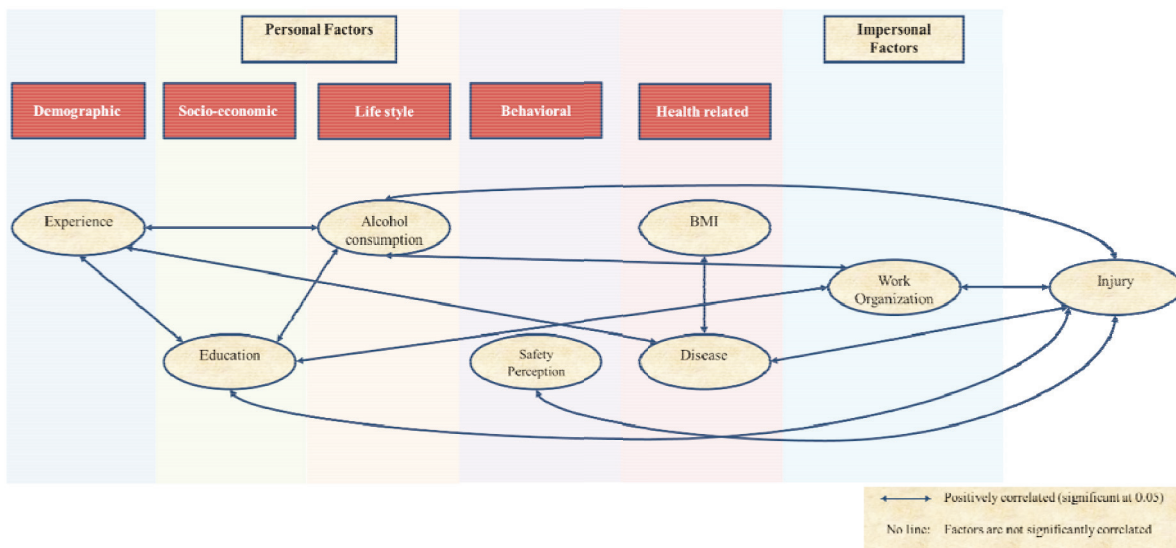 Personal Factors
Impersonal
Factors
Demographic
Socio-economic
Life style
Behavioral
Health related
Experience
Alcohol
consumption
BMI
Work
Organization
Injury
Education
Safety
Perception
Disease
Positively correlated (significant at 0.05)
No line: Factors are not significantly correlated